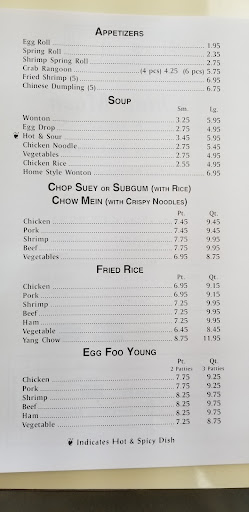 APPETIZERS
Egg Roll 1.95
Spring Roll 2.35
Shrimp Spring Roll 2.75
Crab Rangoon (4 pcs) 4.25 (6 pcs) 5.75
Fried Shrimp (5) 6.95
Chinese Dumpling (5) 6.75
SOUP
Sm. Lg.
Wonton 3.25 5.95
Egg Drop 2.75 4.95
Hot & Sour 3.45 5.95
Chicken Noodle 2.75 5.45
Vegetables 2.75 4.95
Chicken Rice 2.55 4.95
Home Style Wonton 6.95
CHOP SUEY OR SUBGUM (WITH RICE)
CHOW MEIN (WITH CRISPY NOODLES)
Pt. Qt.
Chicken 7.45 9.45
Pork 7.45 9.45
Shrimp 7.75 9.95
Beef 7.75 9.95
Vegetables 6.95 8.75
FRIED RICE
Pt. Qt.
Chicken 6.95 9.15
Pork 6.95 9.15
Shrimp 7.25 9.75
Beef 7.25 9.75
Ham 7.25 9.75
Vegetable 6.45 8.45
Yang Chow 8.75 11.95
EGG FOO YOUNG
Pt. Qt.
2 Patties 3 Patties
Chicken 7.75 9.25
Pork 7.75 9.25
Shrimp 8.25 9.75
Beef 8.25 9.75
Ham 8.25 9.75
Vegetable 7.25 8.75
Indicates Hot & Spicy Dish